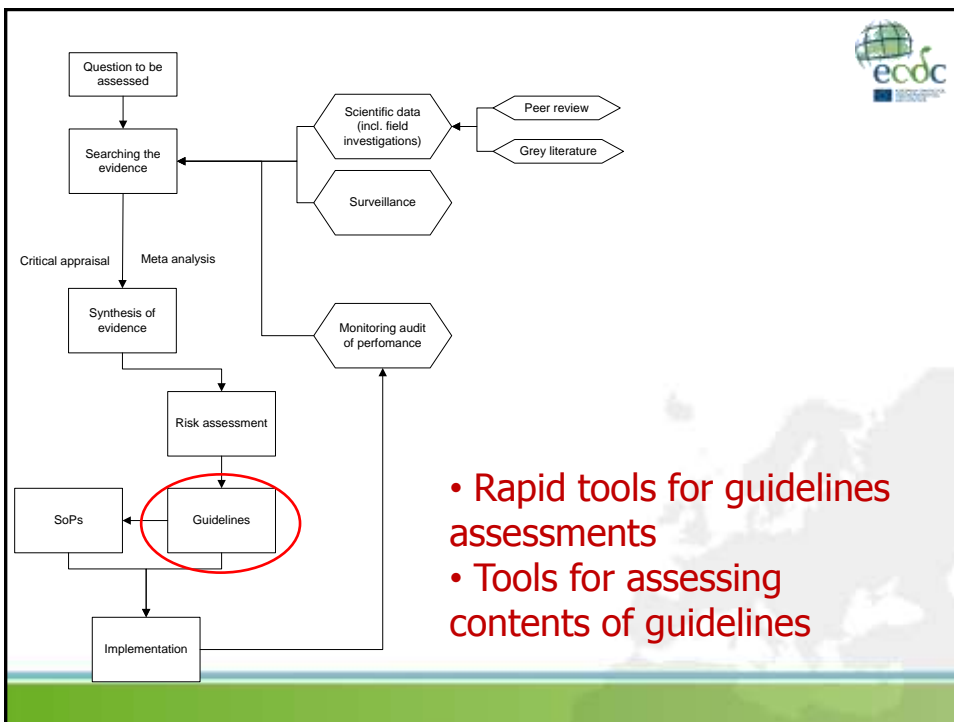 Question to be
assessed
ecdc
Scientific data
(incl. field
investigations)
Peer review
Grey literature
Searching the
evidence
Surveillance
Critical appraisal
Meta analysis
Synthesis of
evidence
Monitoring audit
of perfomance
Risk assessment
SoPs
Guidelines
Implementation
• Rapid tools for guidelines
assessments
• Tools for assessing
contents of guidelines